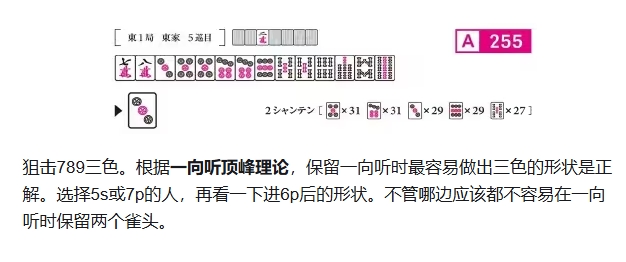 東1局 東家 5巡目
A 255
2シャンテン[ ×31 ×31 ×29 ×29 ×27]
狙击789三色。根据一向听顶峰理论，保留一向听时最容易做出三色的形状是正
解。选择5s或7p的人，再看一下进6p后的形状。不管哪边应该都不容易在一向
听时保留两个雀头。